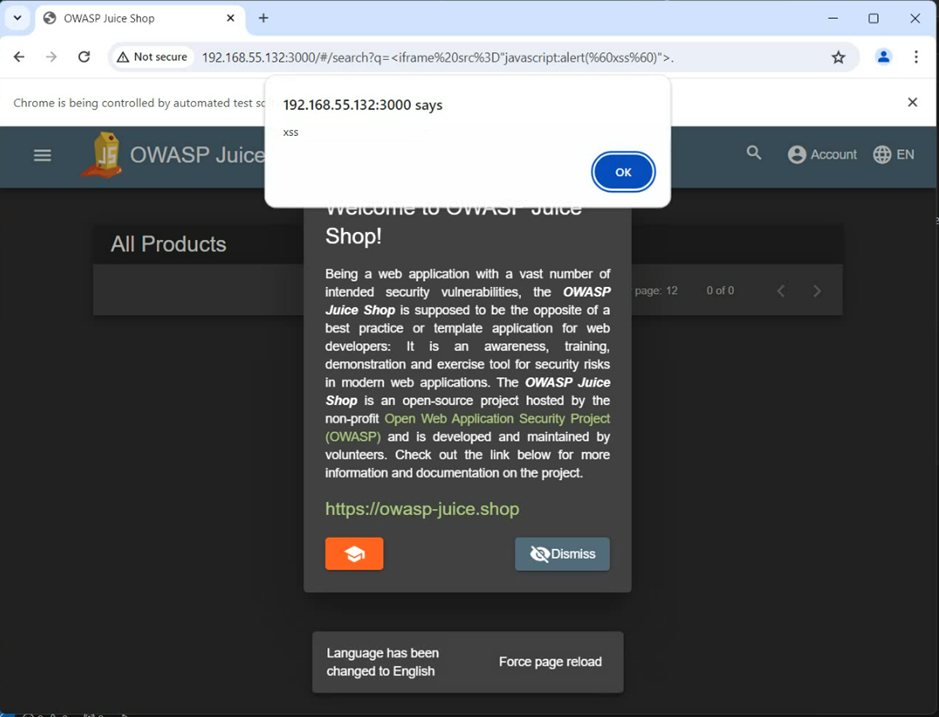 OWASP Juice Shop
Not secure
192.168.55.132:3000/#/search?q=<iframe%20src%3D"javascript:alert(%60xss%60)">.
Chrome is being controlled by automated test so
192.168.55.132:3000 says
xss
OK
OWASP Juice
Account
EN
Welcome to OWASP Juice
Shop!
All Products
page: 12
0 of 0
Being a web application with a vast number of
intended security vulnerabilities, the OWASP
Juice Shop is supposed to be the opposite of a
best practice or template application for web
developers: It is an awareness, training,
demonstration and exercise tool for security risks
in modern web applications. The OWASP Juice
Shop is an open-source project hosted by the
non-profit Open Web Application Security Project
(OWASP) and is developed and maintained by
volunteers. Check out the link below for more
information and documentation on the project.
https://owasp-juice.shop
Dismiss
Language has been
changed to English
Force page reload